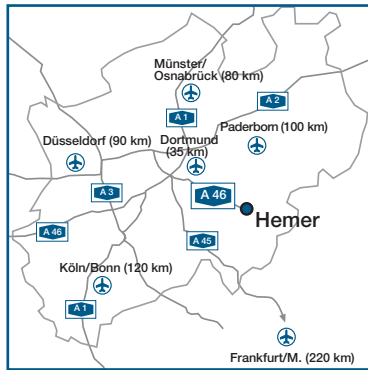 Münster/
Osnabrück (80 km)
A 2
A 1
Paderborn (100 km)
Dortmund
(35 km)
Düsseldorf (90 km)
A 3
A 46
Hemer
A 46
A 45
Köln/Bonn (120 km)
A 1
Frankfurt/M. (220 km)